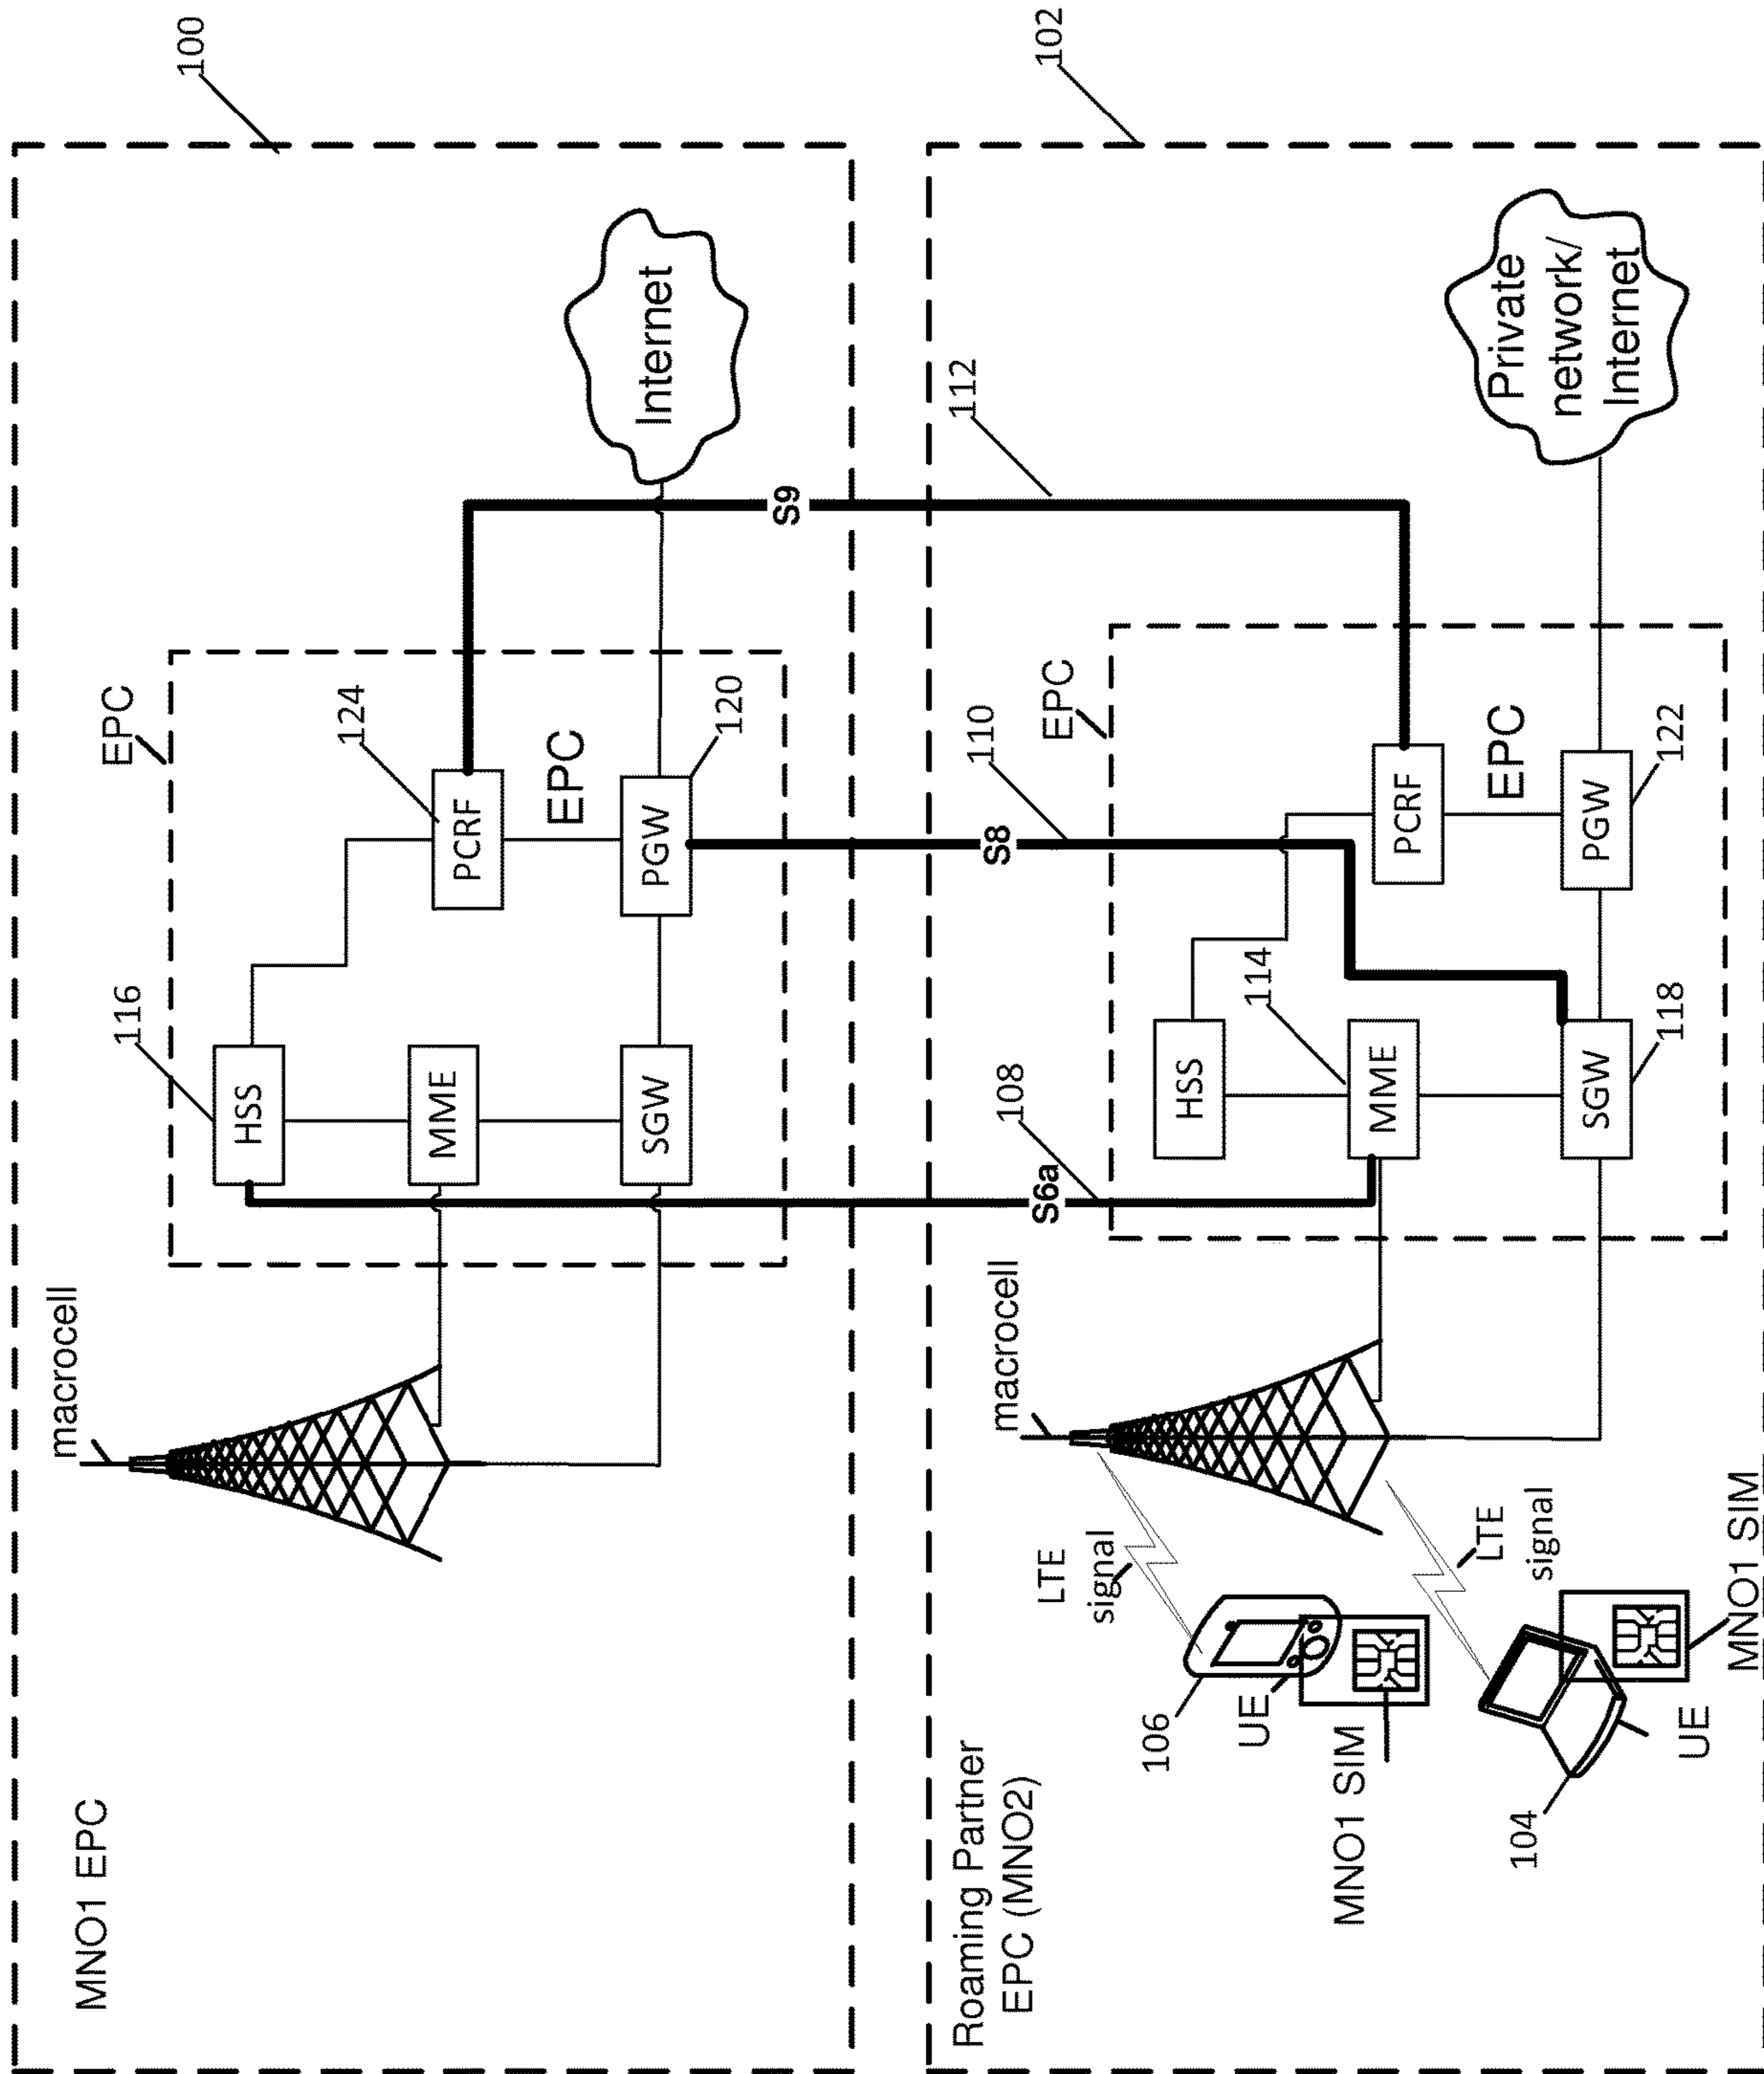 100
MNO1 EPC
macrocell
EPC
116
HSS
124
PCRF
MME
EPC
SGW
PGW
120
Internet
S9
102
Roaming Partner
EPC (MNO2)
macrocell
S6a
108
S8
110
112
EPC
HSS
114
MME
PCRF
EPC
SGW
118
PGW
122
Private
network/
Internet
LTE
signal
106
UE
MNO1 SIM
LTE
signal
104
UE
MNO1 SIM